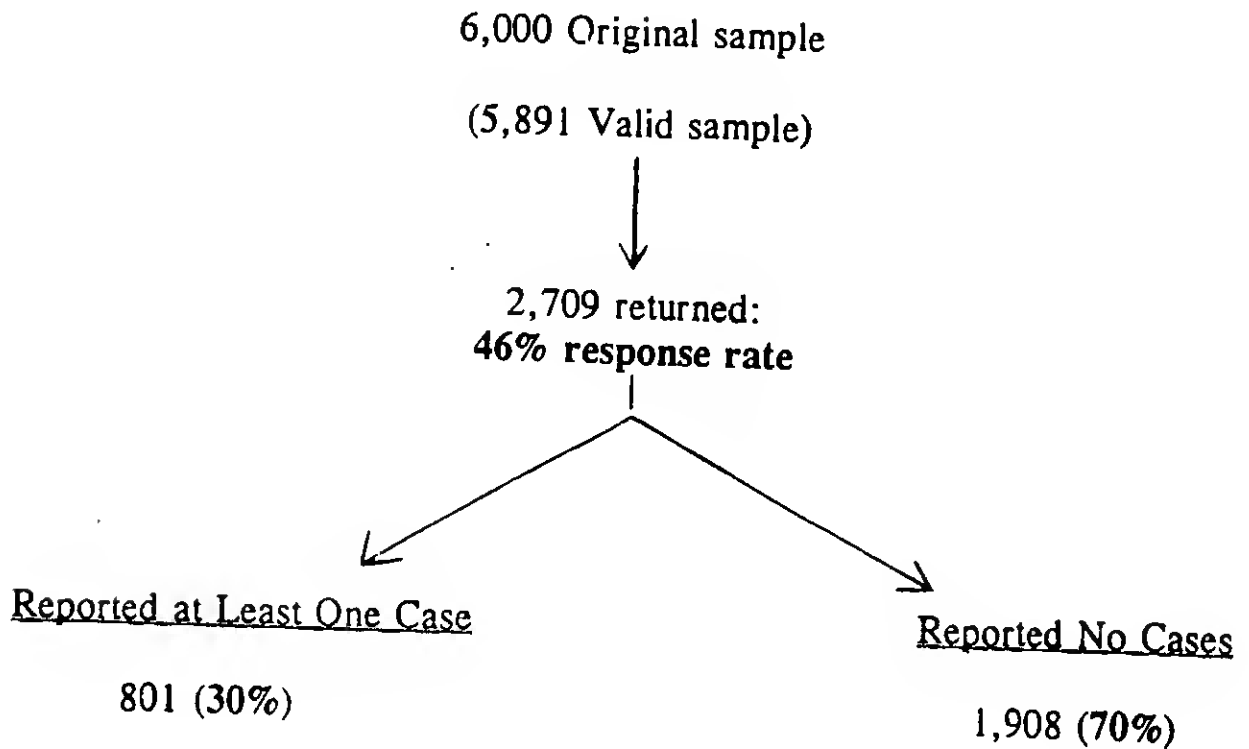 6,000 Original sample
(5,891 Valid sample)
2,709 returned:
46% response rate
Reported at Least One Case
801 (30%)
Reported No Cases
1,908 (70%)